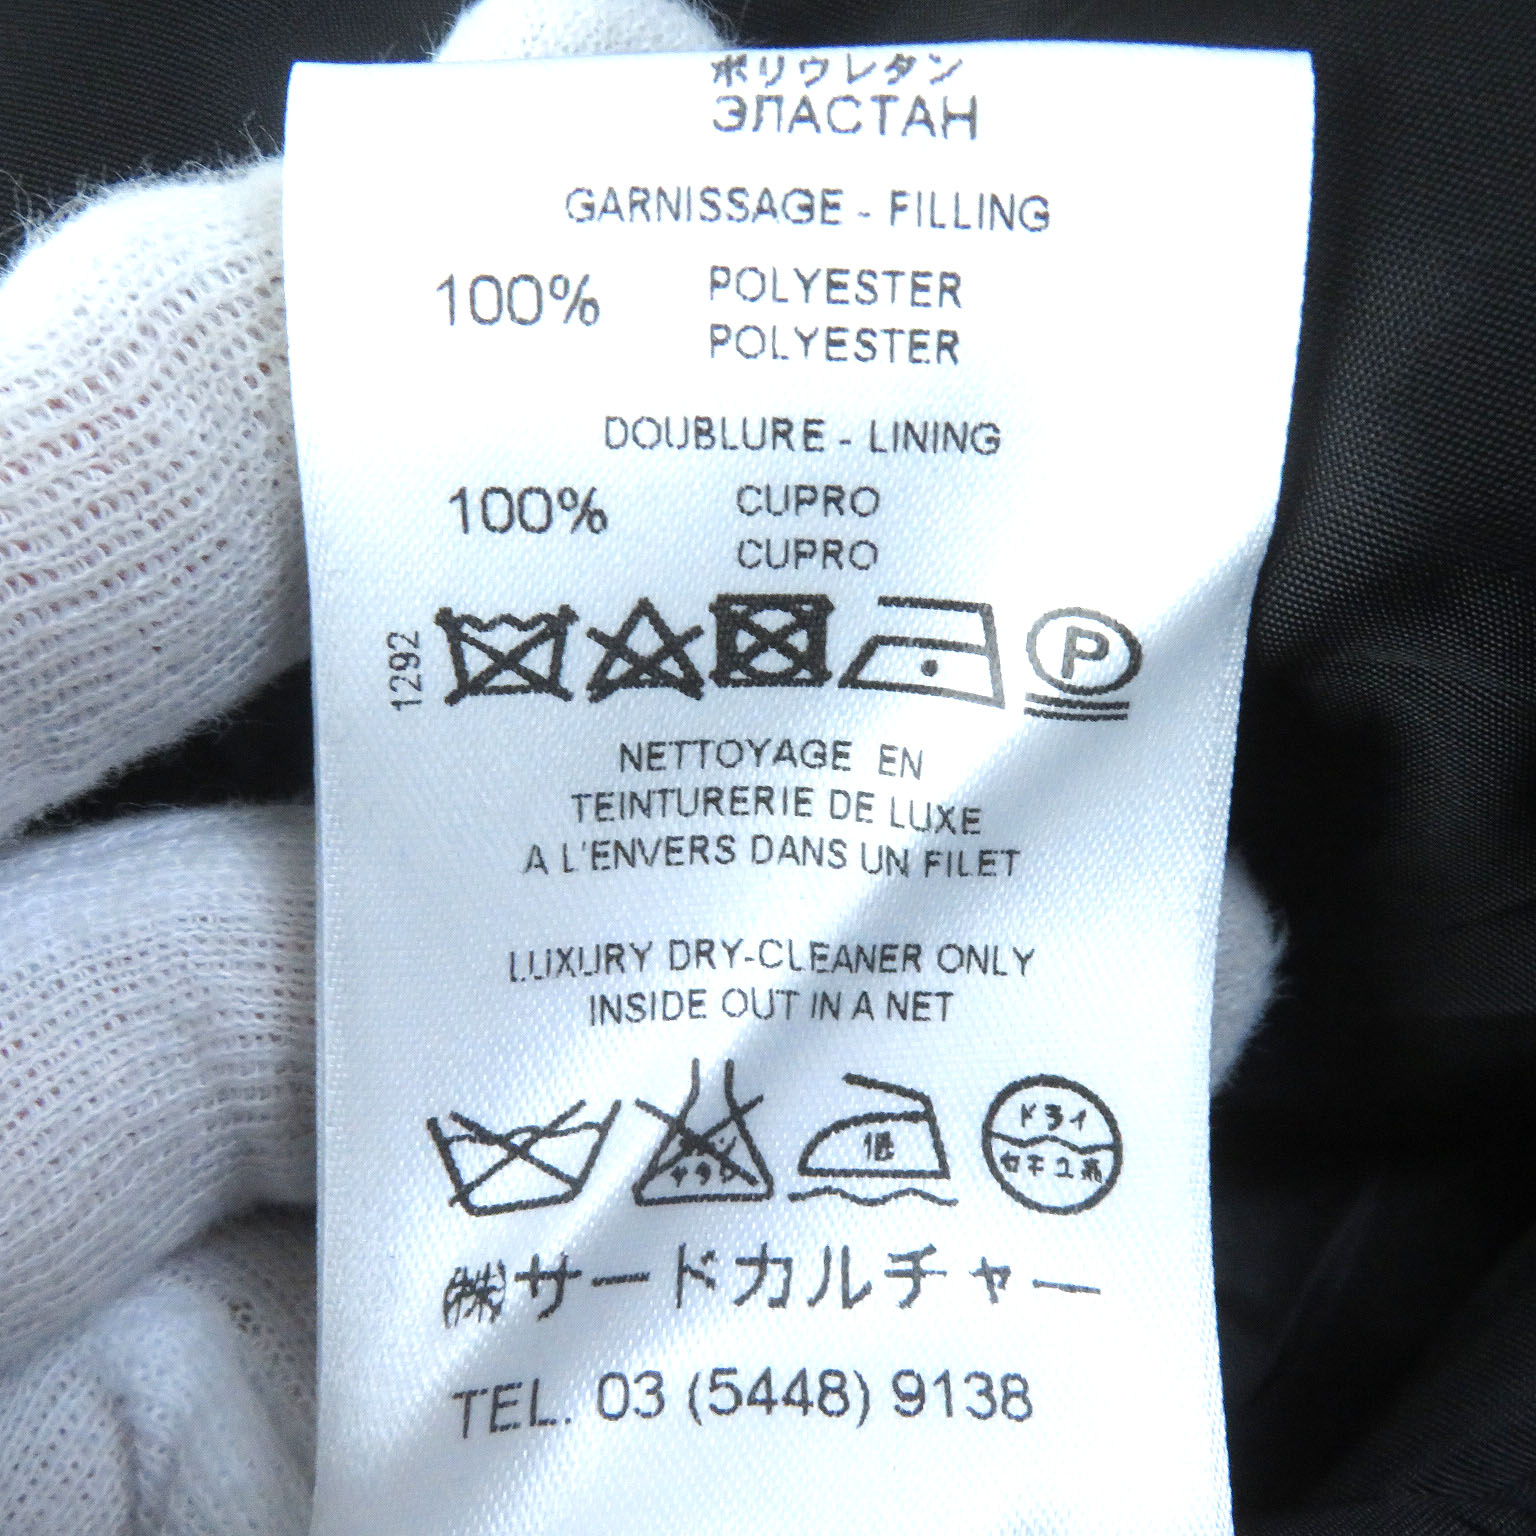 ポリウレタン
ЭЛАСТАН
GARNISSAGE - FILLING
100% POLYESTER
POLYESTER
DOUBLURE - LINING
100% CUPRO
CUPRO
1292
P
NETTOYAGE EN
TEINTURERIE DE LUXE
A L'ENVERS DANS UN FILET
LUXURY DRY-CLEANER ONLY
INSIDE OUT IN A NET
低
ドライ
セキユ系
㈱サードカルチャー
TEL. 03 (5448) 9138